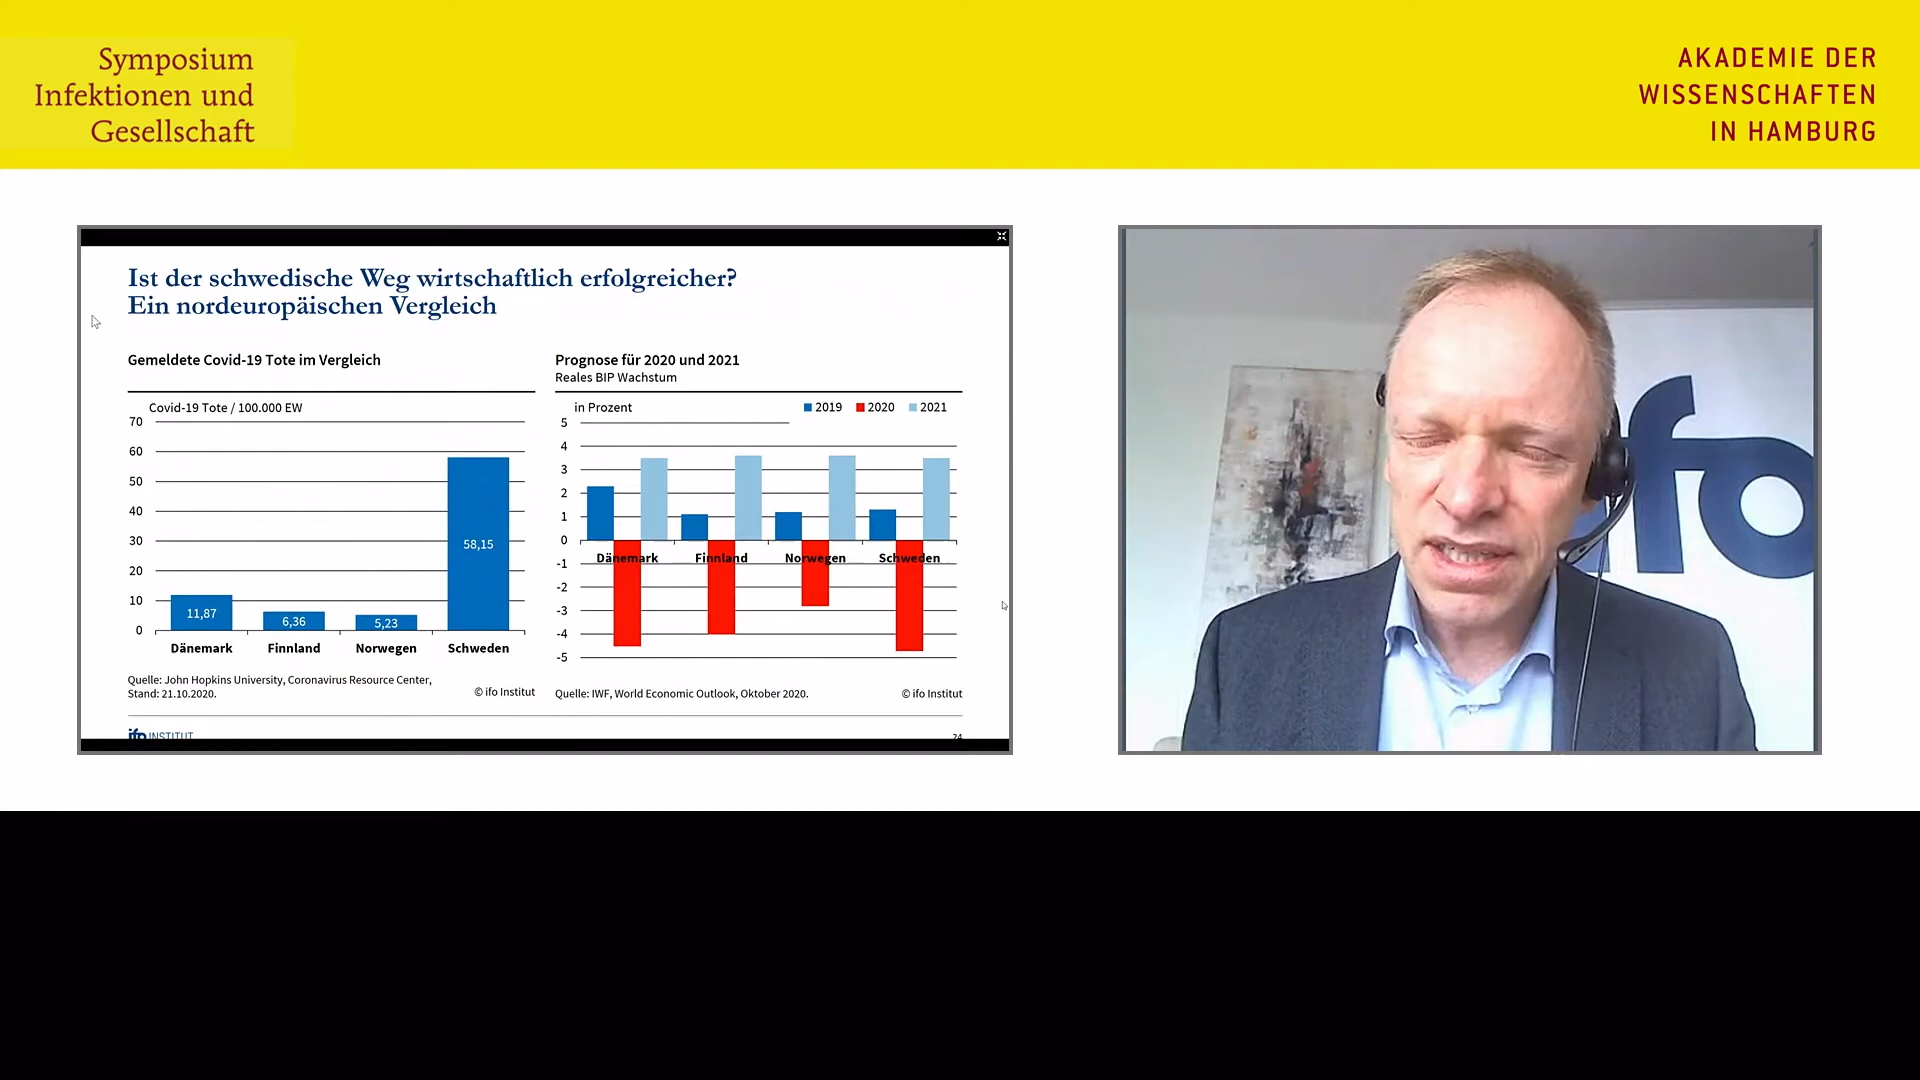 Symposium
Infektionen und
Gesellschaft
AKADEMIE DER
WISSENSCHAFTEN
IN HAMBURG
Ist der schwedische Weg wirtschaftlich erfolgreicher?
Ein nordeuropäischen Vergleich
Gemeldete Covid-19 Tote im Vergleich
Covid-19 Tote / 100.000 EW
70
60
50
40
30
20
10
0
11,87
6,36
5,23
58,15
Dänemark Finnland Norwegen Schweden
Quelle: John Hopkins University, Coronavirus Resource Center,
Stand: 21.10.2020.
© ifo Institut
Prognose für 2020 und 2021
Reales BIP Wachstum
in Prozent
2019 2020 2021
5
4
3
2
1
0
-1
-2
-3
-4
-5
Dänemark Finnland Norwegen Schweden
Quelle: IWF, World Economic Outlook, Oktober 2020.
© ifo Institut
ifo INSTITUT
24
ifo